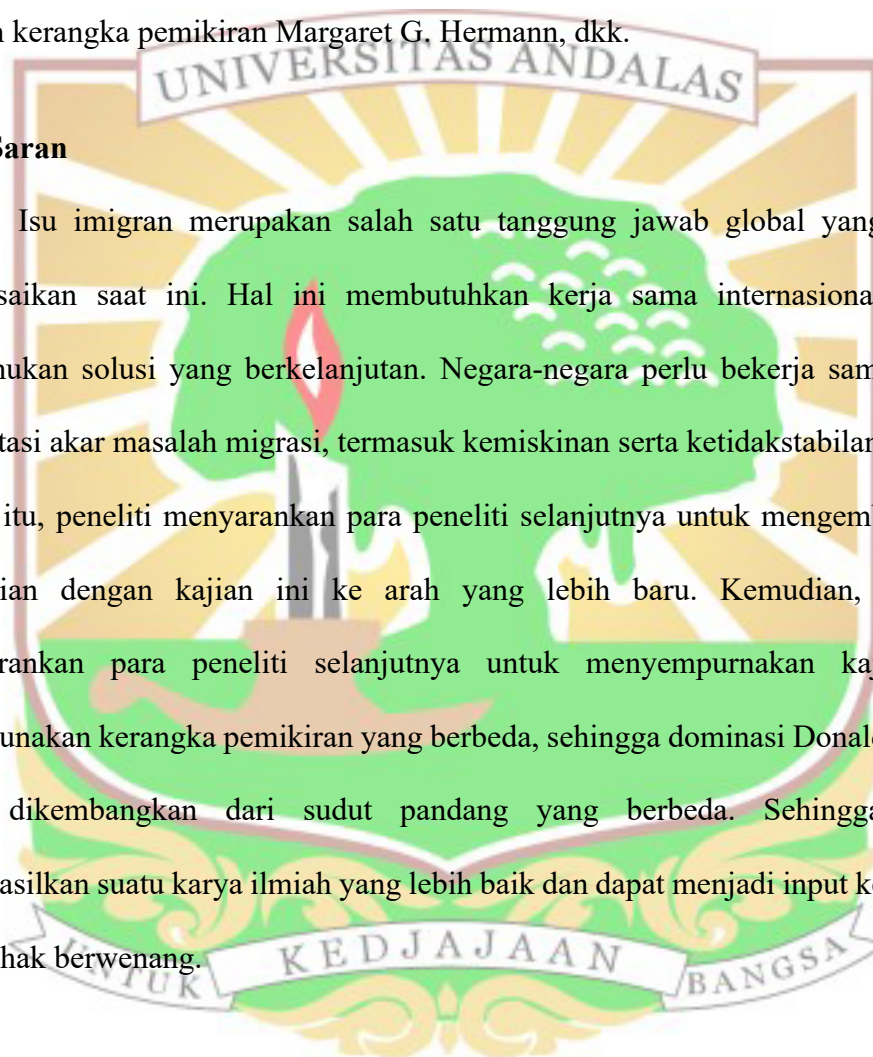 n kerangka pemikiran Margaret G. Hermann, dkk.
UNIVERSITAS ANDALAS
Saran
Isu imigran merupakan salah satu tanggung jawab global yang
saikan saat ini. Hal ini membutuhkan kerja sama internasiona
nukan solusi yang berkelanjutan. Negara-negara perlu bekerja sam
tasi akar masalah migrasi, termasuk kemiskinan serta ketidakstabilan
itu, peneliti menyarankan para peneliti selanjutnya untuk mengemb
ian dengan kajian ini ke arah yang lebih baru. Kemudian,
rankan para peneliti selanjutnya untuk menyempurnakan kaj
unakan kerangka pemikiran yang berbeda, sehingga dominasi Donald
dikembangkan dari sudut pandang yang berbeda. Sehingga
asilkan suatu karya ilmiah yang lebih baik dan dapat menjadi input ke
hak berwenang.
UNTUK KEDJAJAAN BANGSA